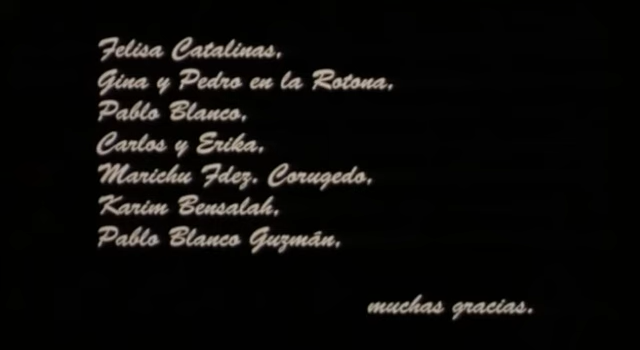 Felisa Catalinas,
Gina y Pedro en la Rotona,
Pablo Blanco,
Carlos y Erika,
Marichu Fdez. Corugedo,
Karim Bensalah,
Pablo Blanco Guzmán,
muchas gracias.